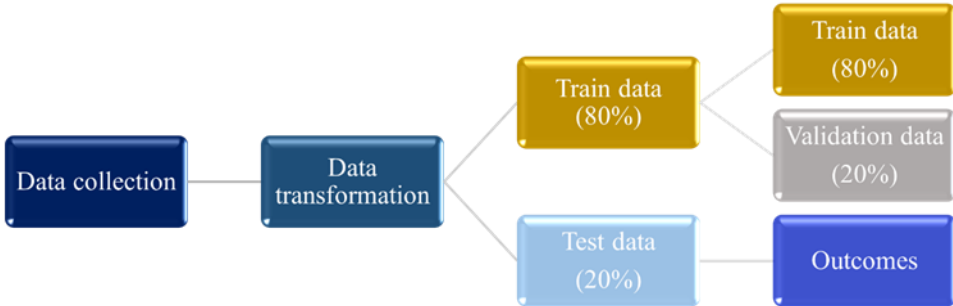 Data collection
Data
transformation
Train data
(80%)
Test data
(20%)
Train data
(80%)
Validation data
(20%)
Outcomes